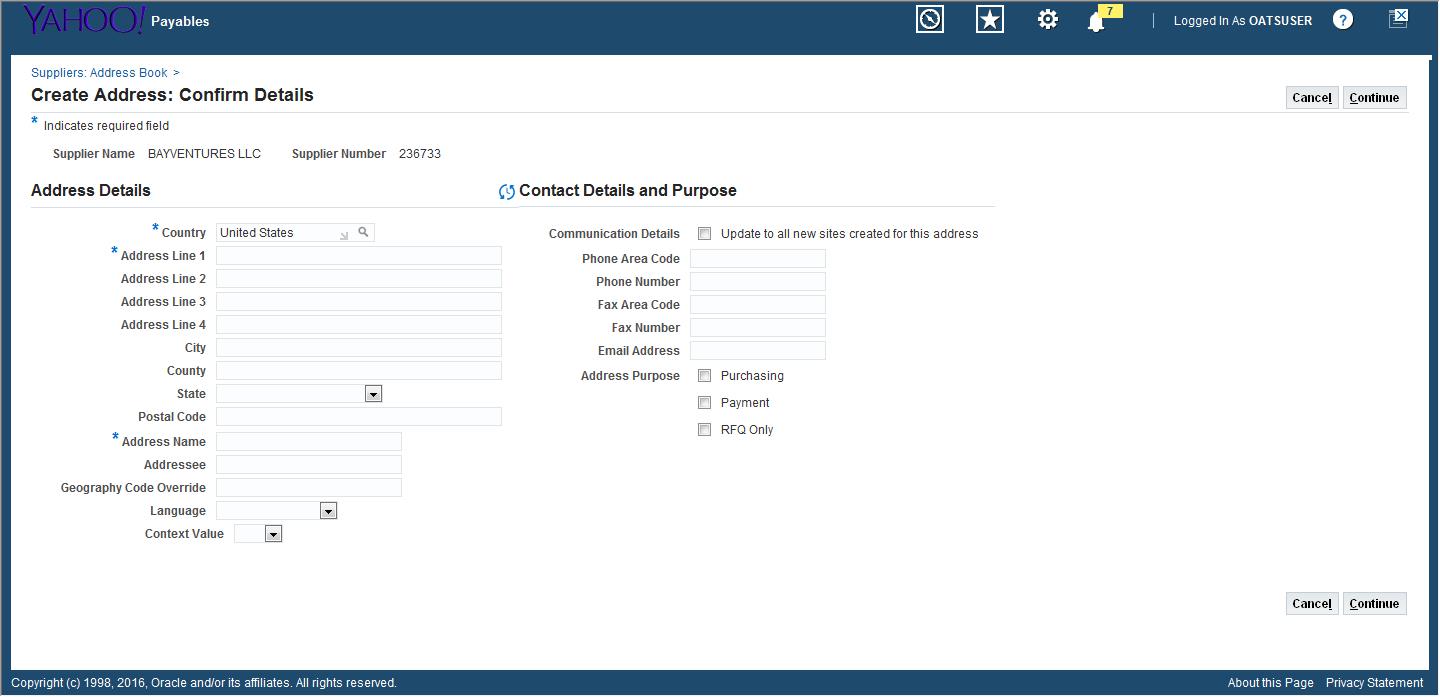 YAHOO! Payables
7
Logged In As OATSUSER ?
Suppliers: Address Book >
Create Address: Confirm Details
Cancel Continue
* Indicates required field
Supplier Name BAYVENTURES LLC Supplier Number 236733
Address Details
Contact Details and Purpose
* Country United States
* Address Line 1
Address Line 2
Address Line 3
Address Line 4
City
County
State
Postal Code
* Address Name
Addressee
Geography Code Override
Language
Context Value
Communication Details Update to all new sites created for this address
Phone Area Code
Phone Number
Fax Area Code
Fax Number
Email Address
Address Purpose Purchasing
Payment
RFQ Only
Cancel Continue
Copyright (c) 1998, 2016, Oracle and/or its affiliates. All rights reserved.
About this Page Privacy Statement